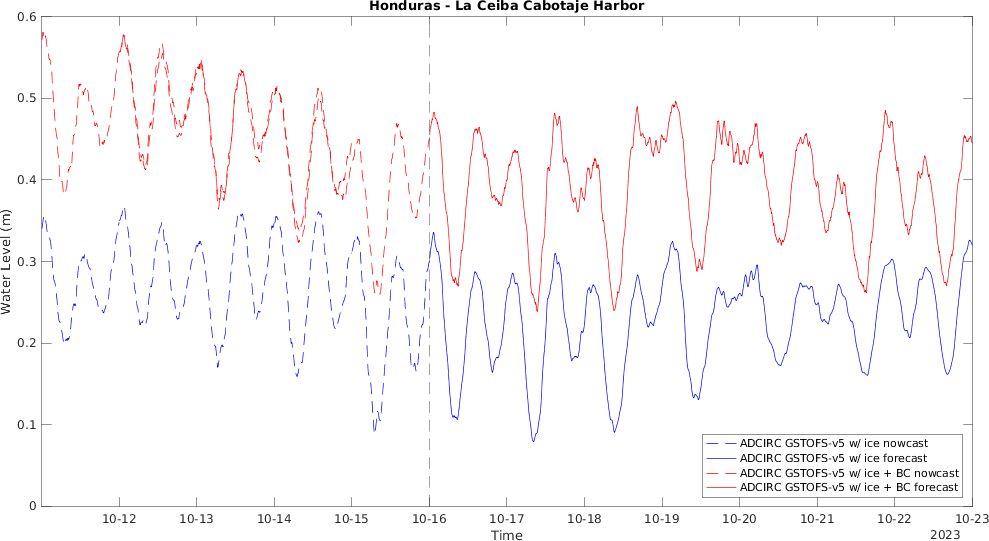 Honduras - La Ceiba Cabotaje Harbor
0.6
0.5
0.4
0.3
0.2
0.1
0
Water Level (m)
ADCIRC GSTOFS-v5 w/ ice nowcast
ADCIRC GSTOFS-v5 w/ ice forecast
ADCIRC GSTOFS-v5 w/ ice + BC nowcast
ADCIRC GSTOFS-v5 w/ ice + BC forecast
10-12 10-13 10-14 10-15 10-16 10-17 10-18 10-19 10-20 10-21 10-22 10-23
Time
2023